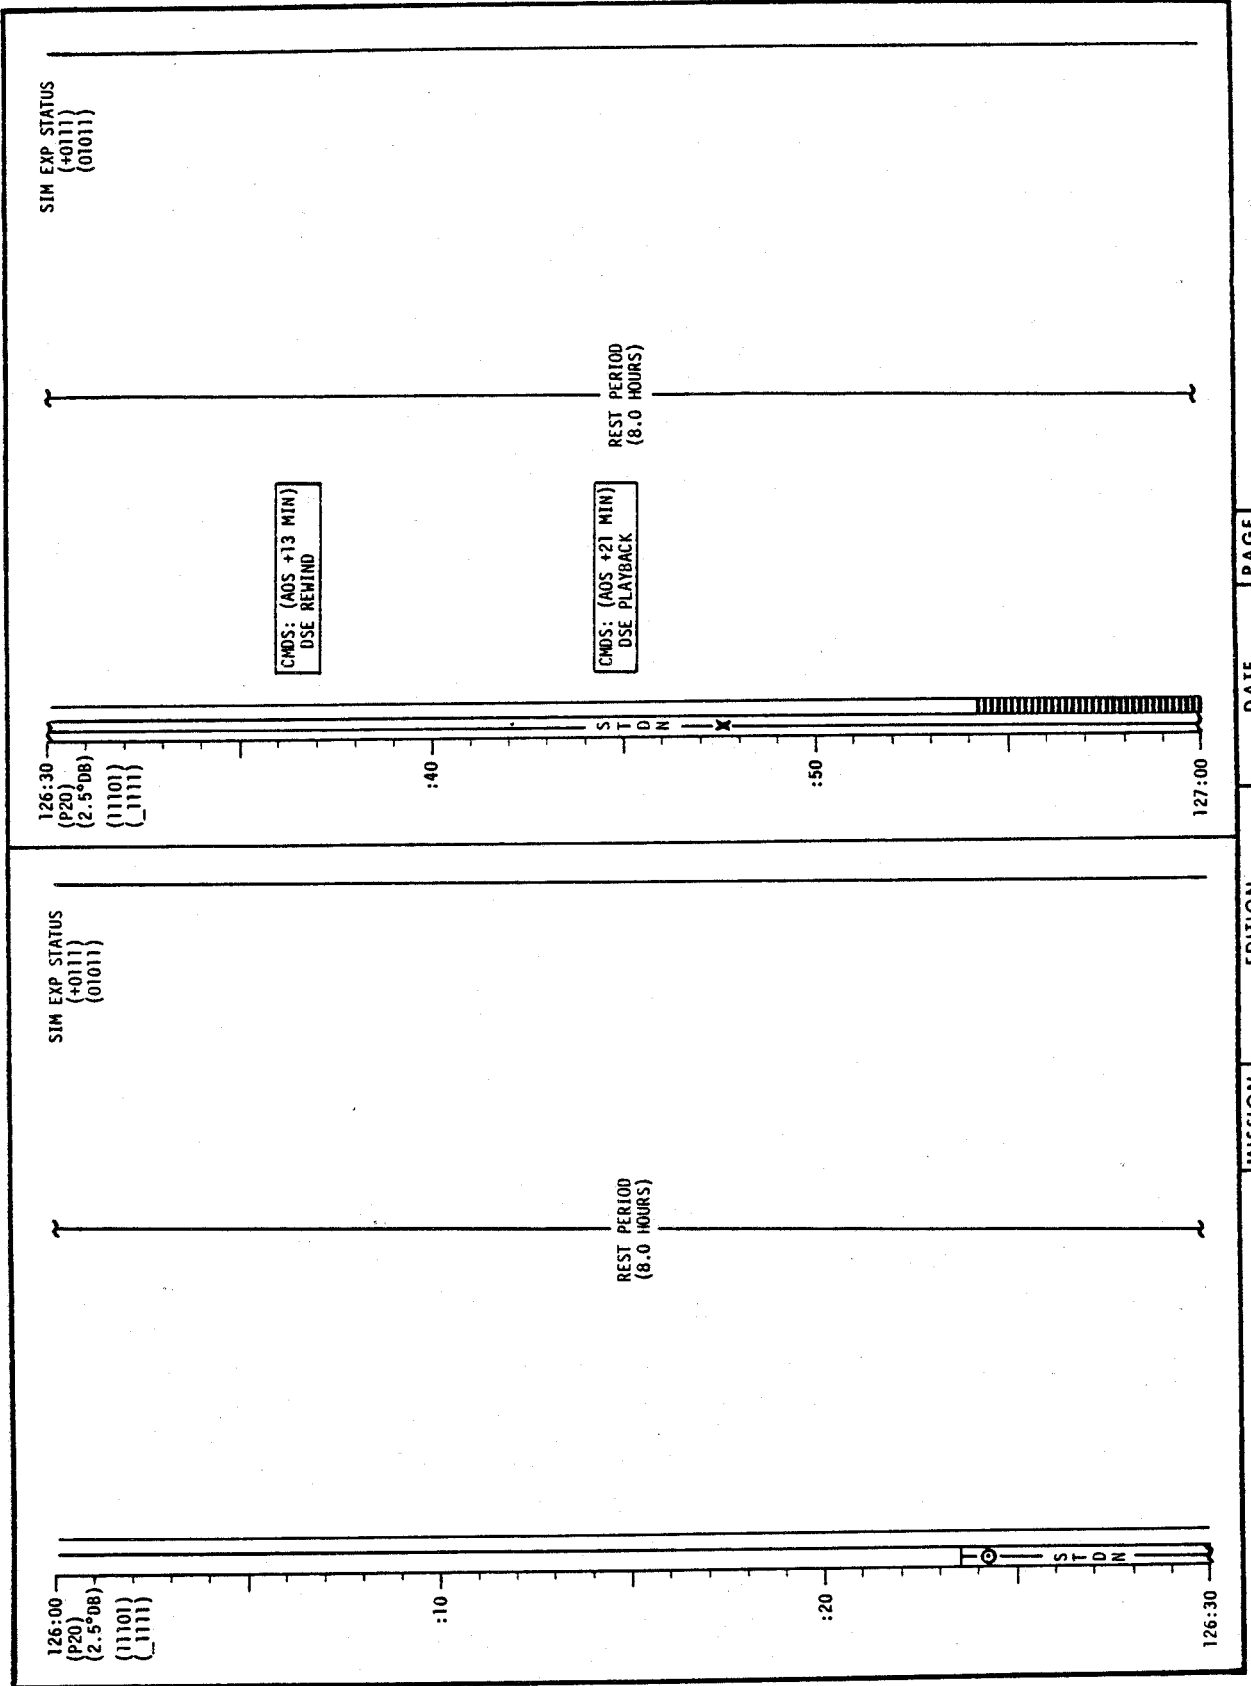 126:00
(P20)
(2.5°DB)
(11101)
(_1111)
SIM EXP STATUS
(+0111)
(01011)
:10
REST PERIOD
(8.0 HOURS)
:20
S
T
D
N
126:30
126:30
(P20)
(2.5°DB)
(11101)
(_1111)
SIM EXP STATUS
(+0111)
(01011)
CMDS: (AOS +13 MIN)
DSE REWIND
:40
CMDS: (AOS +21 MIN)
DSE PLAYBACK
REST PERIOD
(8.0 HOURS)
S
T
D
N
:50
127:00
MISSION EDITION DATE PAGE